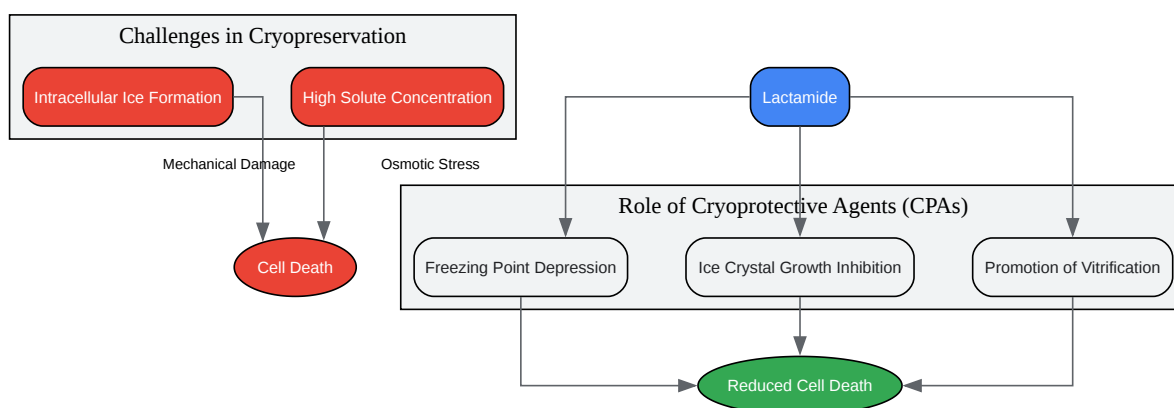 Challenges in Cryopreservation
Intracellular Ice Formation
High Solute Concentration
Lactamide
Mechanical Damage
Osmotic Stress
Role of Cryoprotective Agents (CPAs)
Cell Death
Freezing Point Depression
Ice Crystal Growth Inhibition
Promotion of Vitrification
Reduced Cell Death